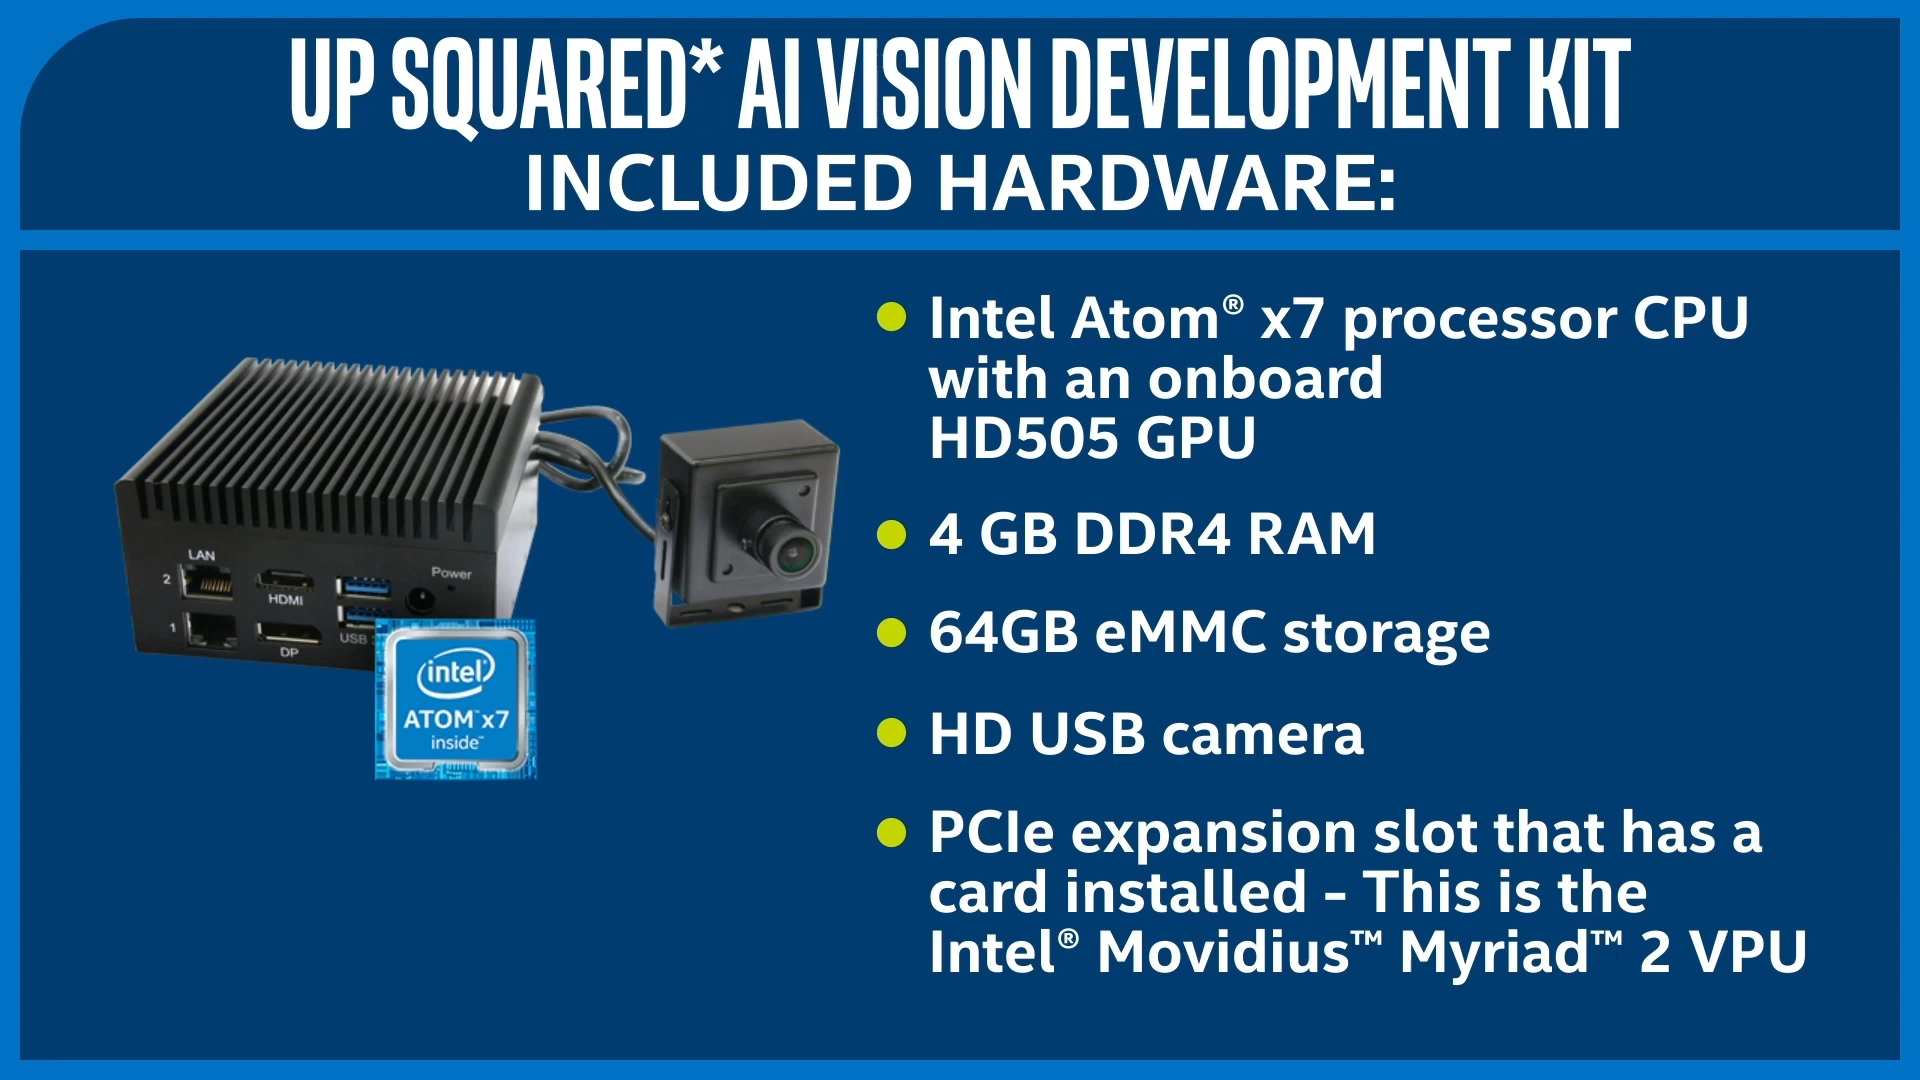 UP SQUARED* AI VISION DEVELOPMENT KIT
INCLUDED HARDWARE:
Intel Atom® x7 processor CPU
with an onboard
HD505 GPU
4 GB DDR4 RAM
64GB eMMC storage
HD USB camera
PCIe expansion slot that has a
card installed – This is the
Intel® Movidius™ Myriad™ 2 VPU
LAN
2
HDMI
Power
1
DP
USB
intel®
ATOM™ x7
inside™